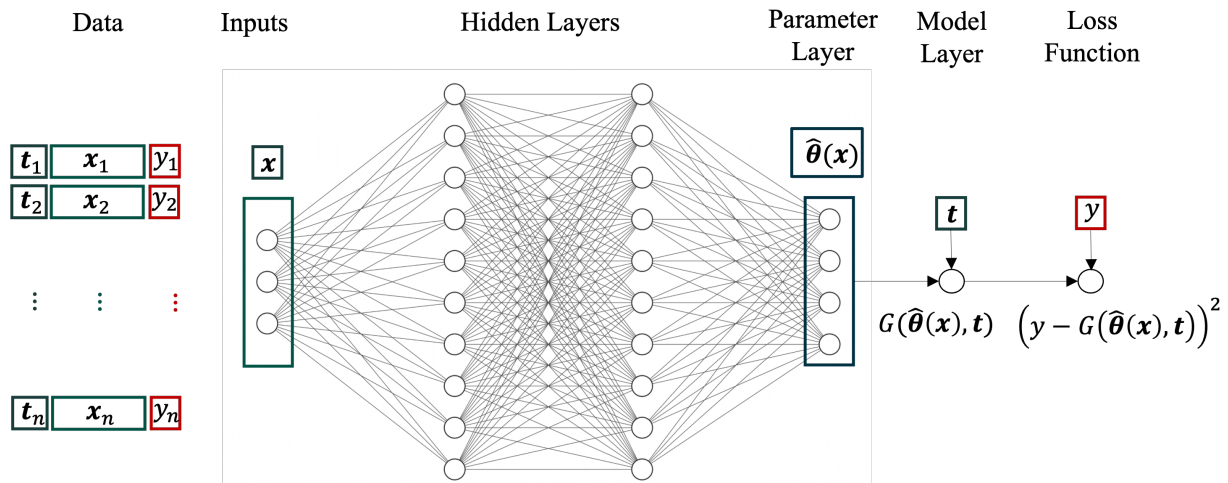 Data
Inputs
Hidden Layers
Parameter
Layer
Model
Layer
Loss
Function
t₁ x₁ y₁
t₂ x₂ y₂
⋮ ⋮ ⋮
tₙ xₙ yₙ
x
θ̂(x)
t
y
G(θ̂(x), t)
(y − G(θ̂(x), t))²